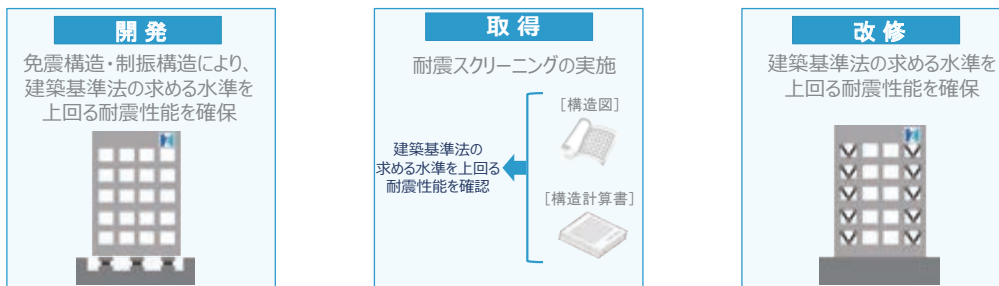 開発
免震構造・制振構造により、
建築基準法の求める水準を
上回る耐震性能を確保
取得
耐震スクリーニングの実施
[構造図]
建築基準法の
求める水準を上回る
耐震性能を確認
[構造計算書]
改修
建築基準法の求める水準を
上回る耐震性能を確保